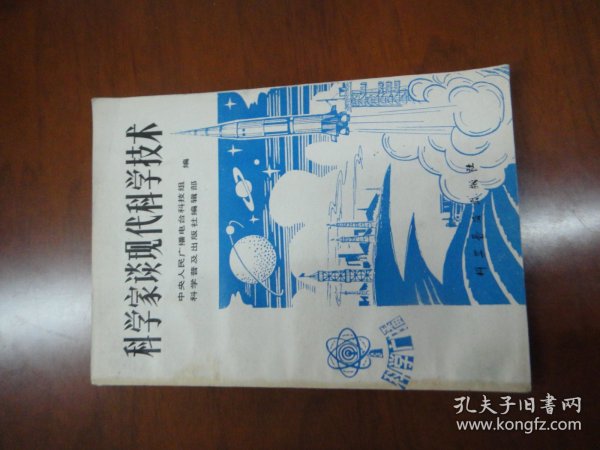 科学家谈现代科学技术
中央人民广播电台科技组
科学普及出版社编辑部
编
科学普及出版社
科学广播
孔夫子旧书网
www.kongfz.com